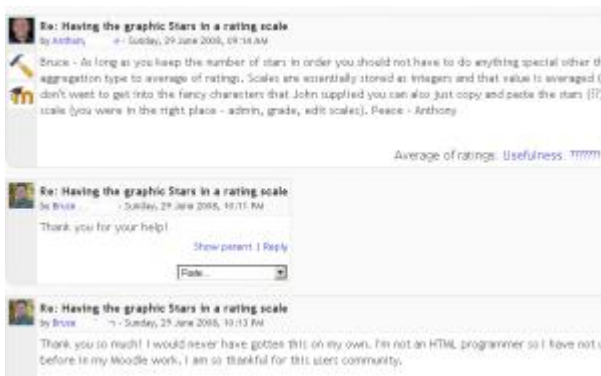 Re: Having the graphic Stars in a rating scale
by Anthony, - Sunday, 29 June 2008, 09:14 AM
Bruce - As long as you keep the number of stars in order you should not have to do anything special other th
aggregation type to average of ratings. Scales are essentially stored as integers and that value is averaged (
don't want to get into the fancy characters that John supplied you can also just copy and paste the stars (??
scale (you were in the right place - admin, grade, edit scales). Peace - Anthony
Average of ratings: Usefulness: ???????
Re: Having the graphic Stars in a rating scale
by Bruce - Sunday, 29 June 2008, 10:11 PM
Thank you for your help!
Show parent | Reply
Rate...
Re: Having the graphic Stars in a rating scale
by Bruce - Sunday, 29 June 2008, 10:13 PM
Thank you so much! I would never have gotten this on my own. I'm not an HTML programmer so I have not u
before in my Moodle work. I am so thankful for this users community.